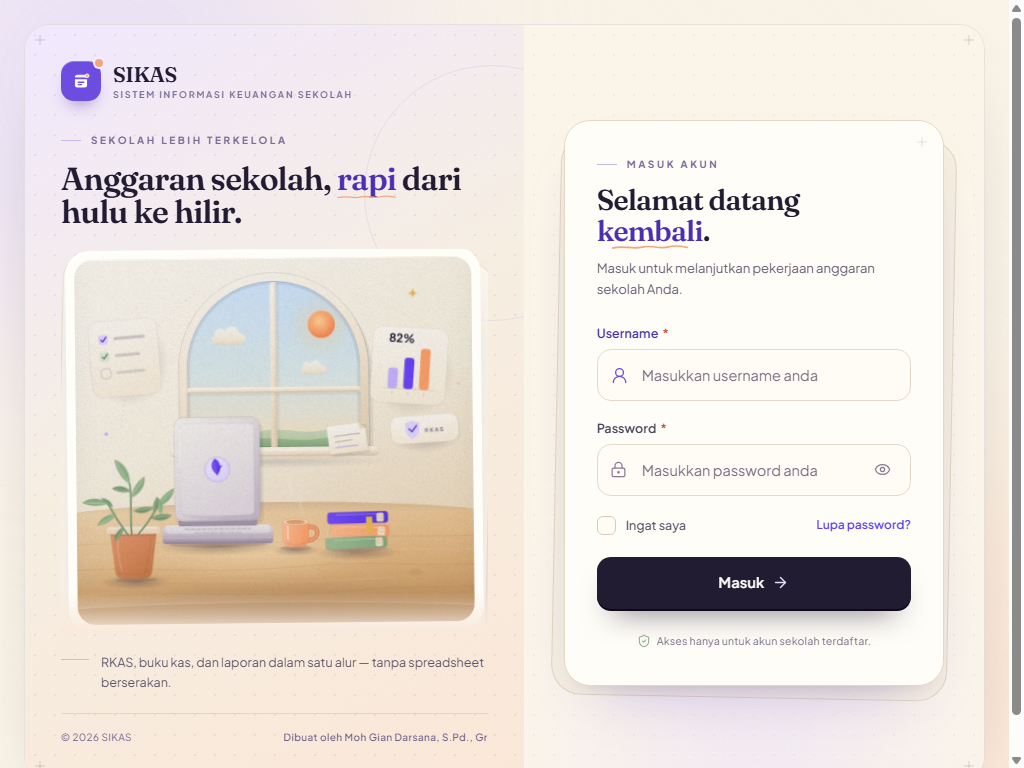 SIKAS
SISTEM INFORMASI KEUANGAN SEKOLAH
SEKOLAH LEBIH TERKELOLA
Anggaran sekolah, rapi dari
hulu ke hilir.
82%
RKAS
RKAS, buku kas, dan laporan dalam satu alur — tanpa spreadsheet
berserakan.
© 2026 SIKAS
Dibuat oleh Moh Gian Darsana, S.Pd., Gr
MASUK AKUN
Selamat datang
kembali.
Masuk untuk melanjutkan pekerjaan anggaran
sekolah Anda.
Username *
Masukkan username anda
Password *
Masukkan password anda
Ingat saya
Lupa password?
Masuk
Akses hanya untuk akun sekolah terdaftar.